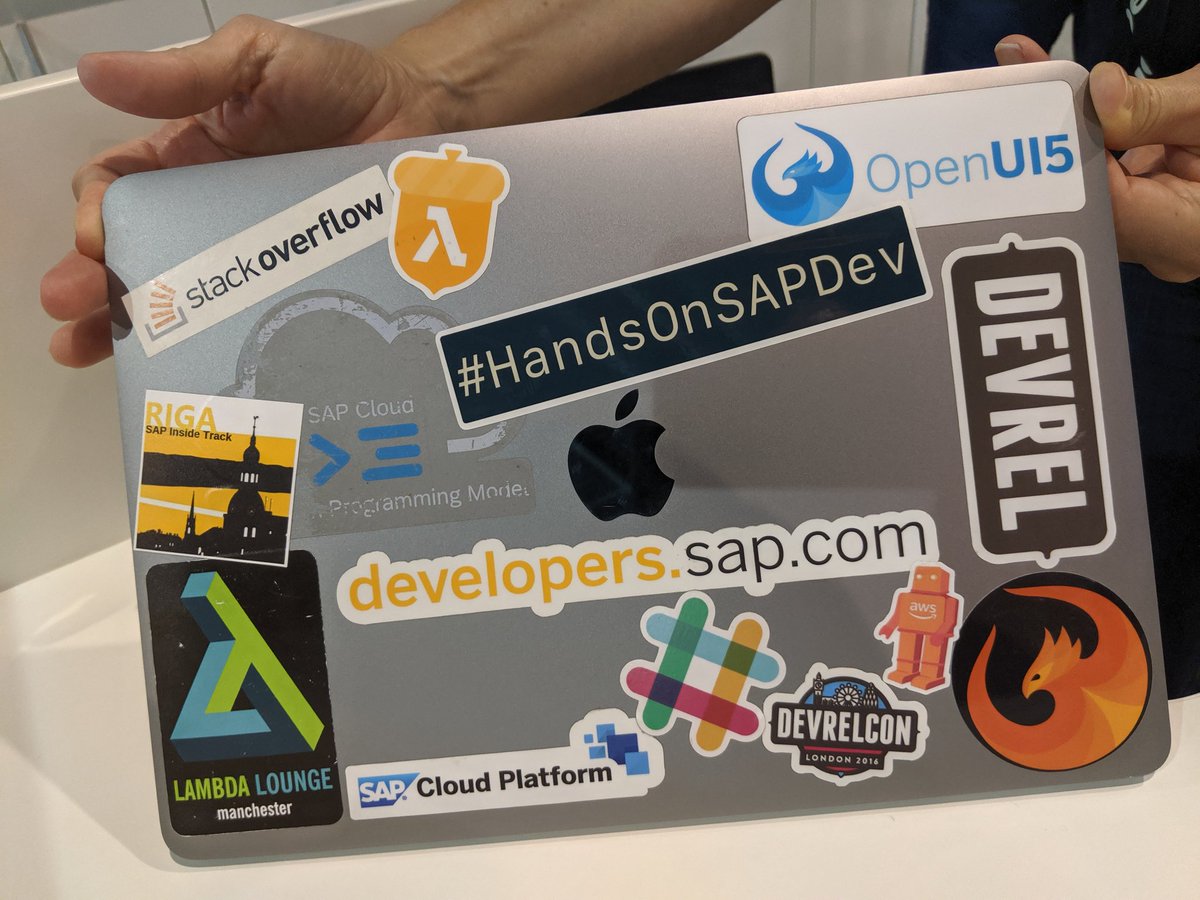 stackoverflow
λ
OpenUI5
#HandsOnSAPDev
DEVREL
SAP Cloud
Programming Model
RIGA
SAP Inside Track
developers.sap.com
aws
DEVRELCON
LONDON 2016
LAMBDA LOUNGE
manchester
SAP Cloud Platform